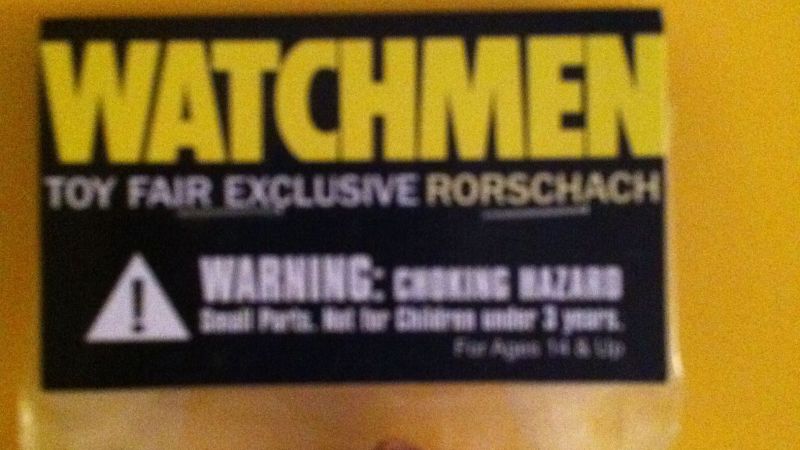 WATCHMEN
TOY FAIR EXCLUSIVE RORSCHACH
WARNING: CHOKING HAZARD
Small Parts. Not for Children under 3 years.
For Ages 14 & Up